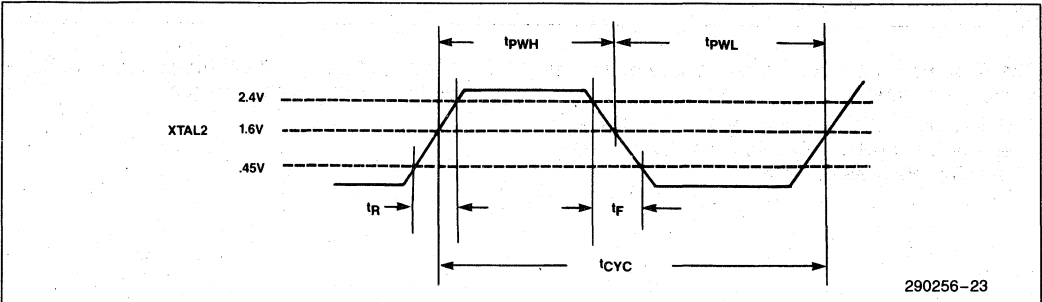 tPWH tPWL
2.4V
XTAL2 1.6V
.45V
tR tF
tCYC
290256-23